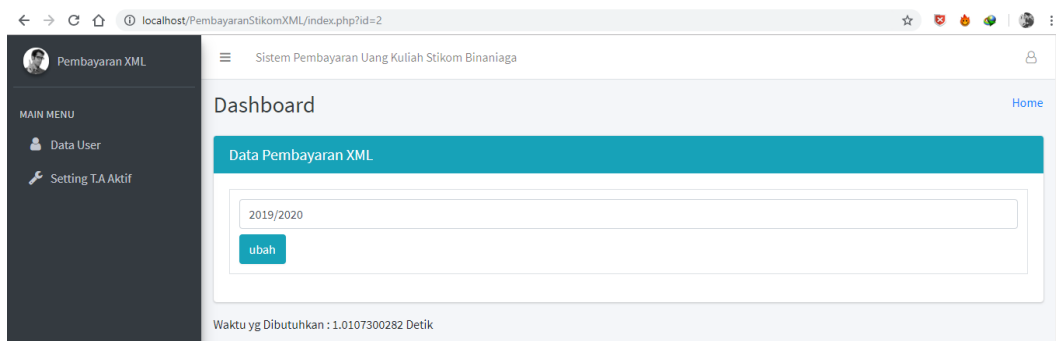 localhost/PembayaranStikomXML/index.php?id=2
Pembayaran XML
Sistem Pembayaran Uang Kuliah Stikom Binaniaga
MAIN MENU
Data User
Setting T.A Aktif
Dashboard
Home
Data Pembayaran XML
2019/2020
ubah
Waktu yg Dibutuhkan : 1.0107300282 Detik